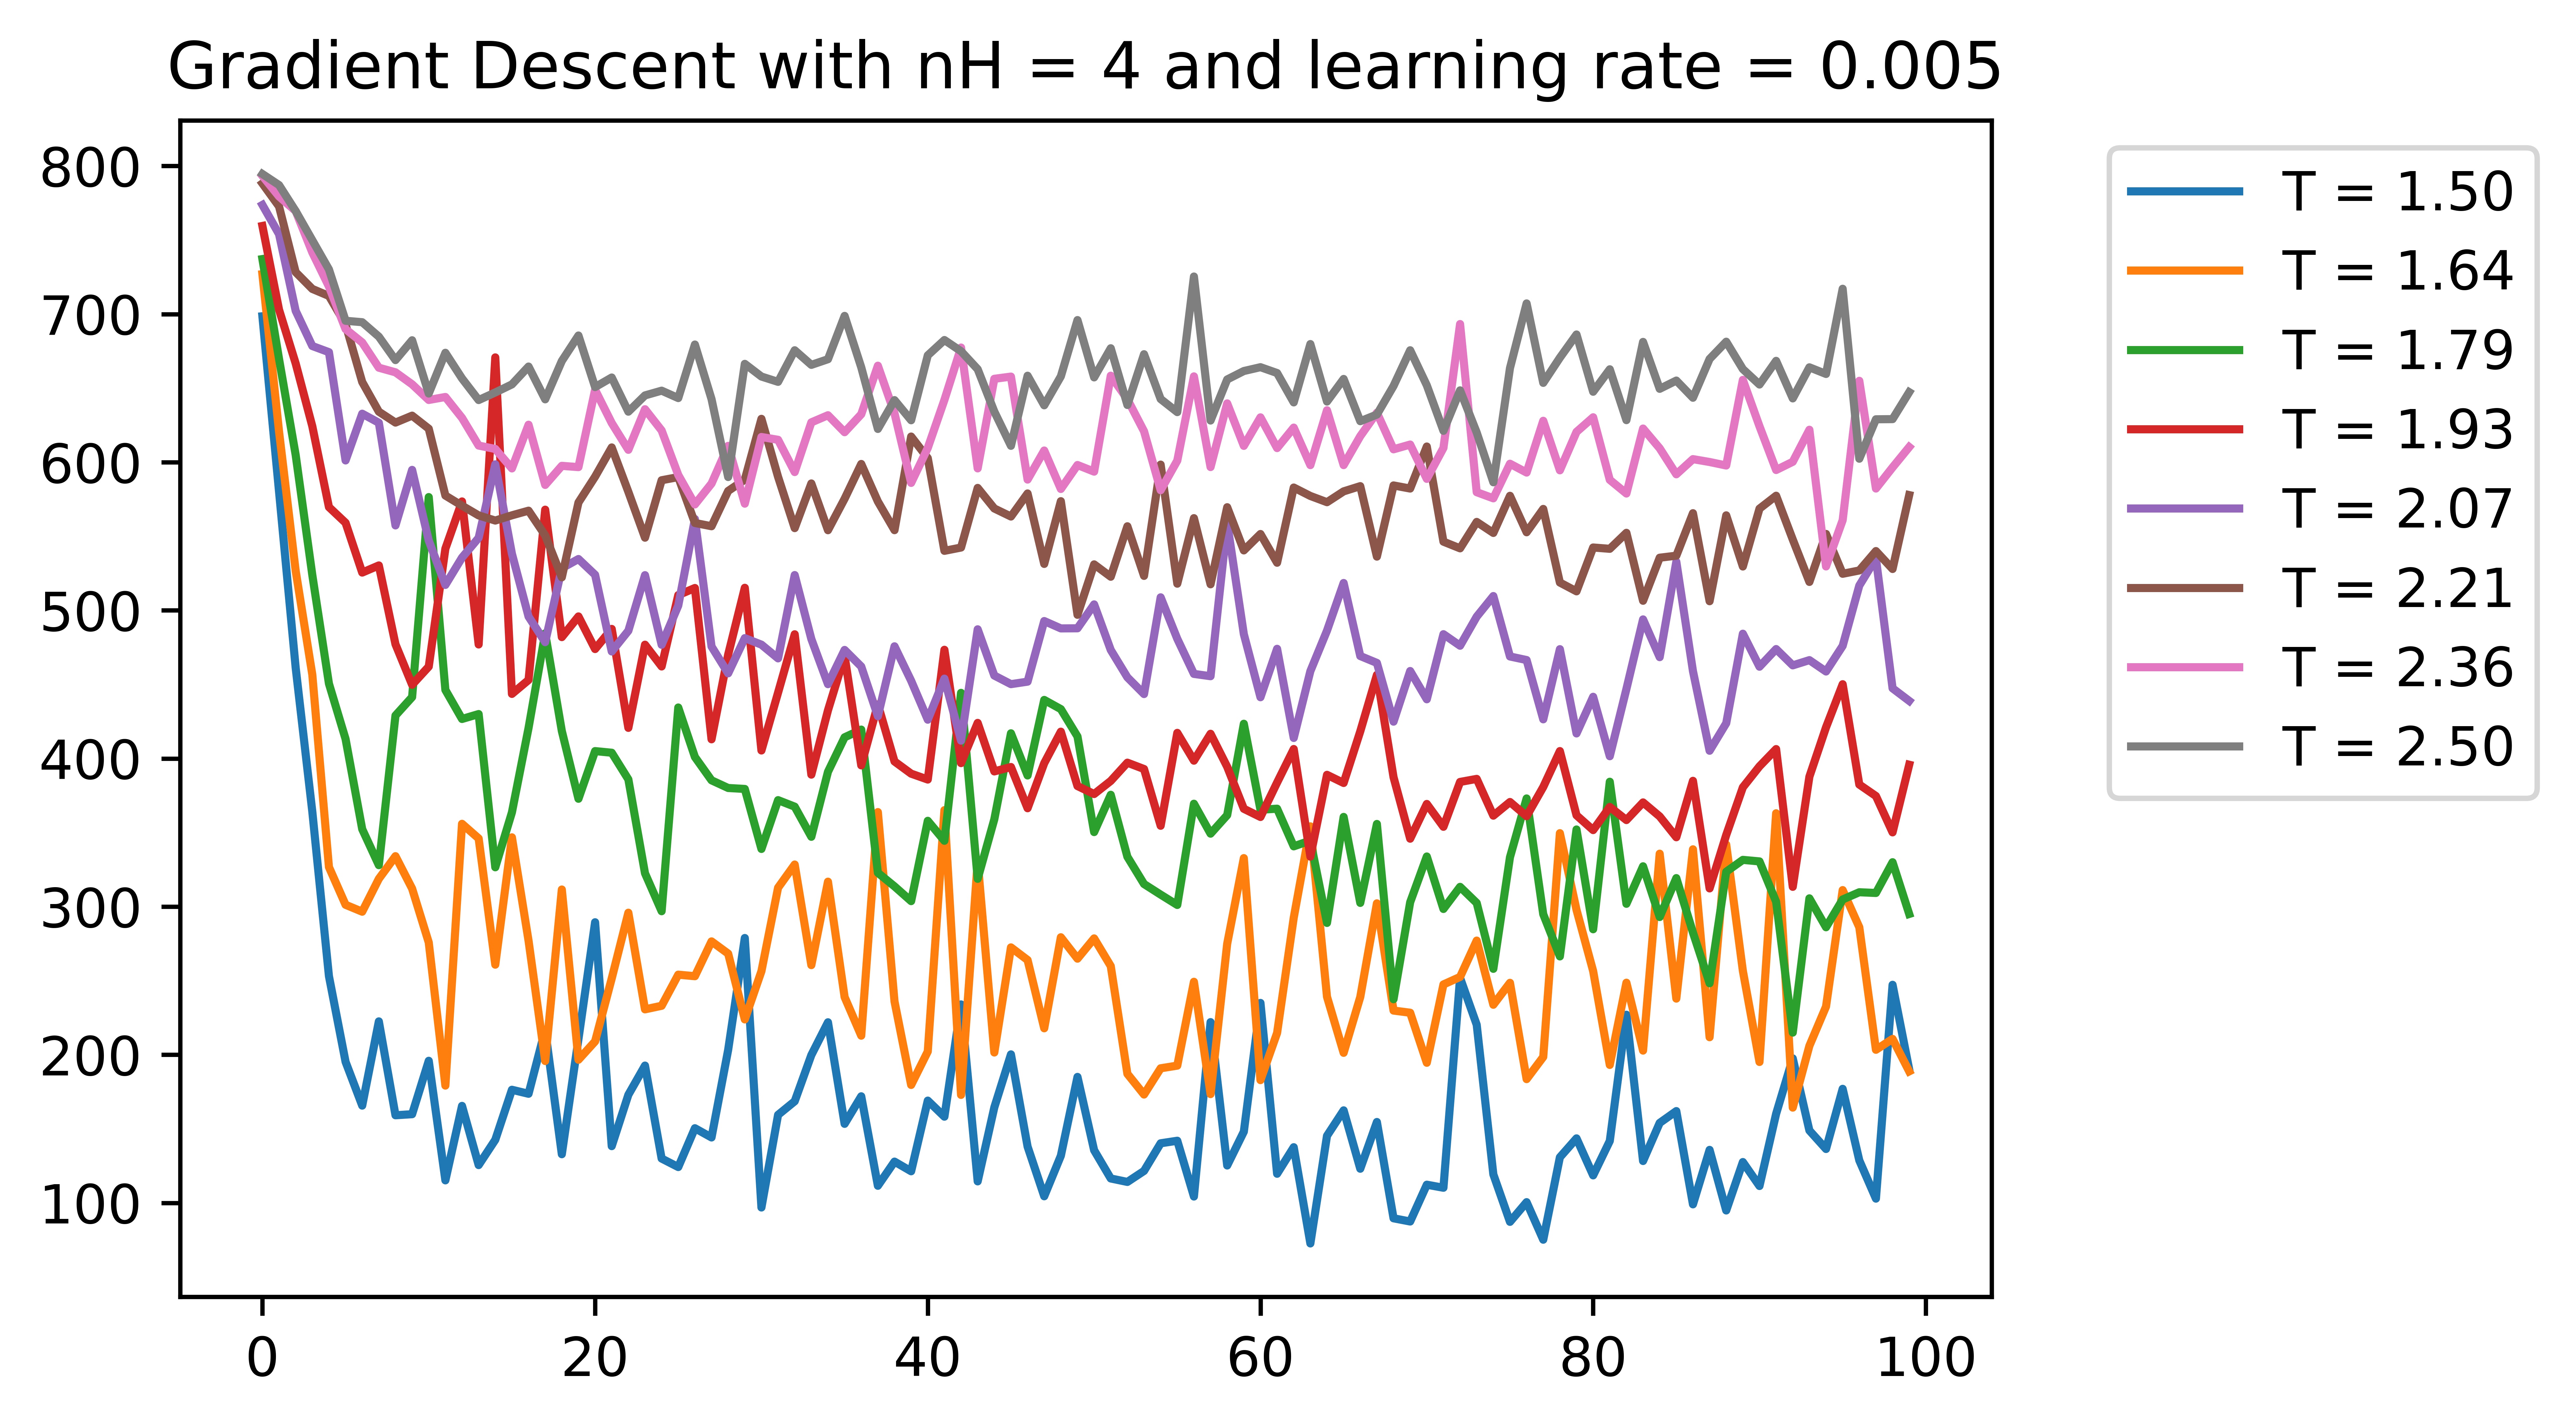 Gradient Descent with nH = 4 and learning rate = 0.005
800
700
600
500
400
300
200
100
0 20 40 60 80 100
T = 1.50
T = 1.64
T = 1.79
T = 1.93
T = 2.07
T = 2.21
T = 2.36
T = 2.50